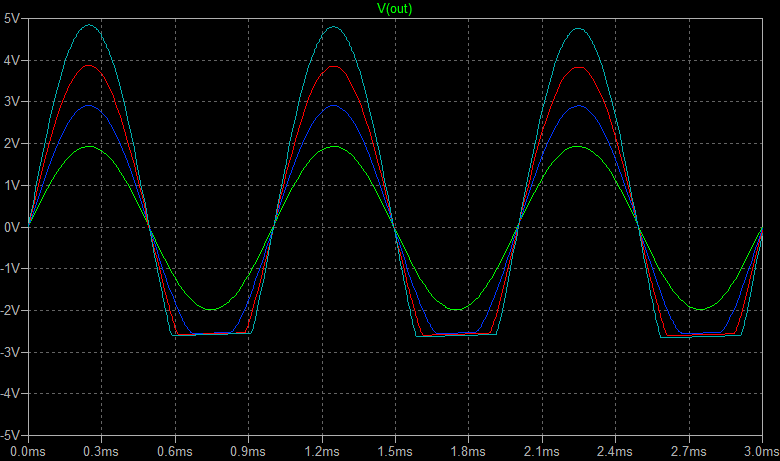 V(out)
5V
4V
3V
2V
1V
0V
-1V
-2V
-3V
-4V
-5V
0.0ms 0.3ms 0.6ms 0.9ms 1.2ms 1.5ms 1.8ms 2.1ms 2.4ms 2.7ms 3.0ms